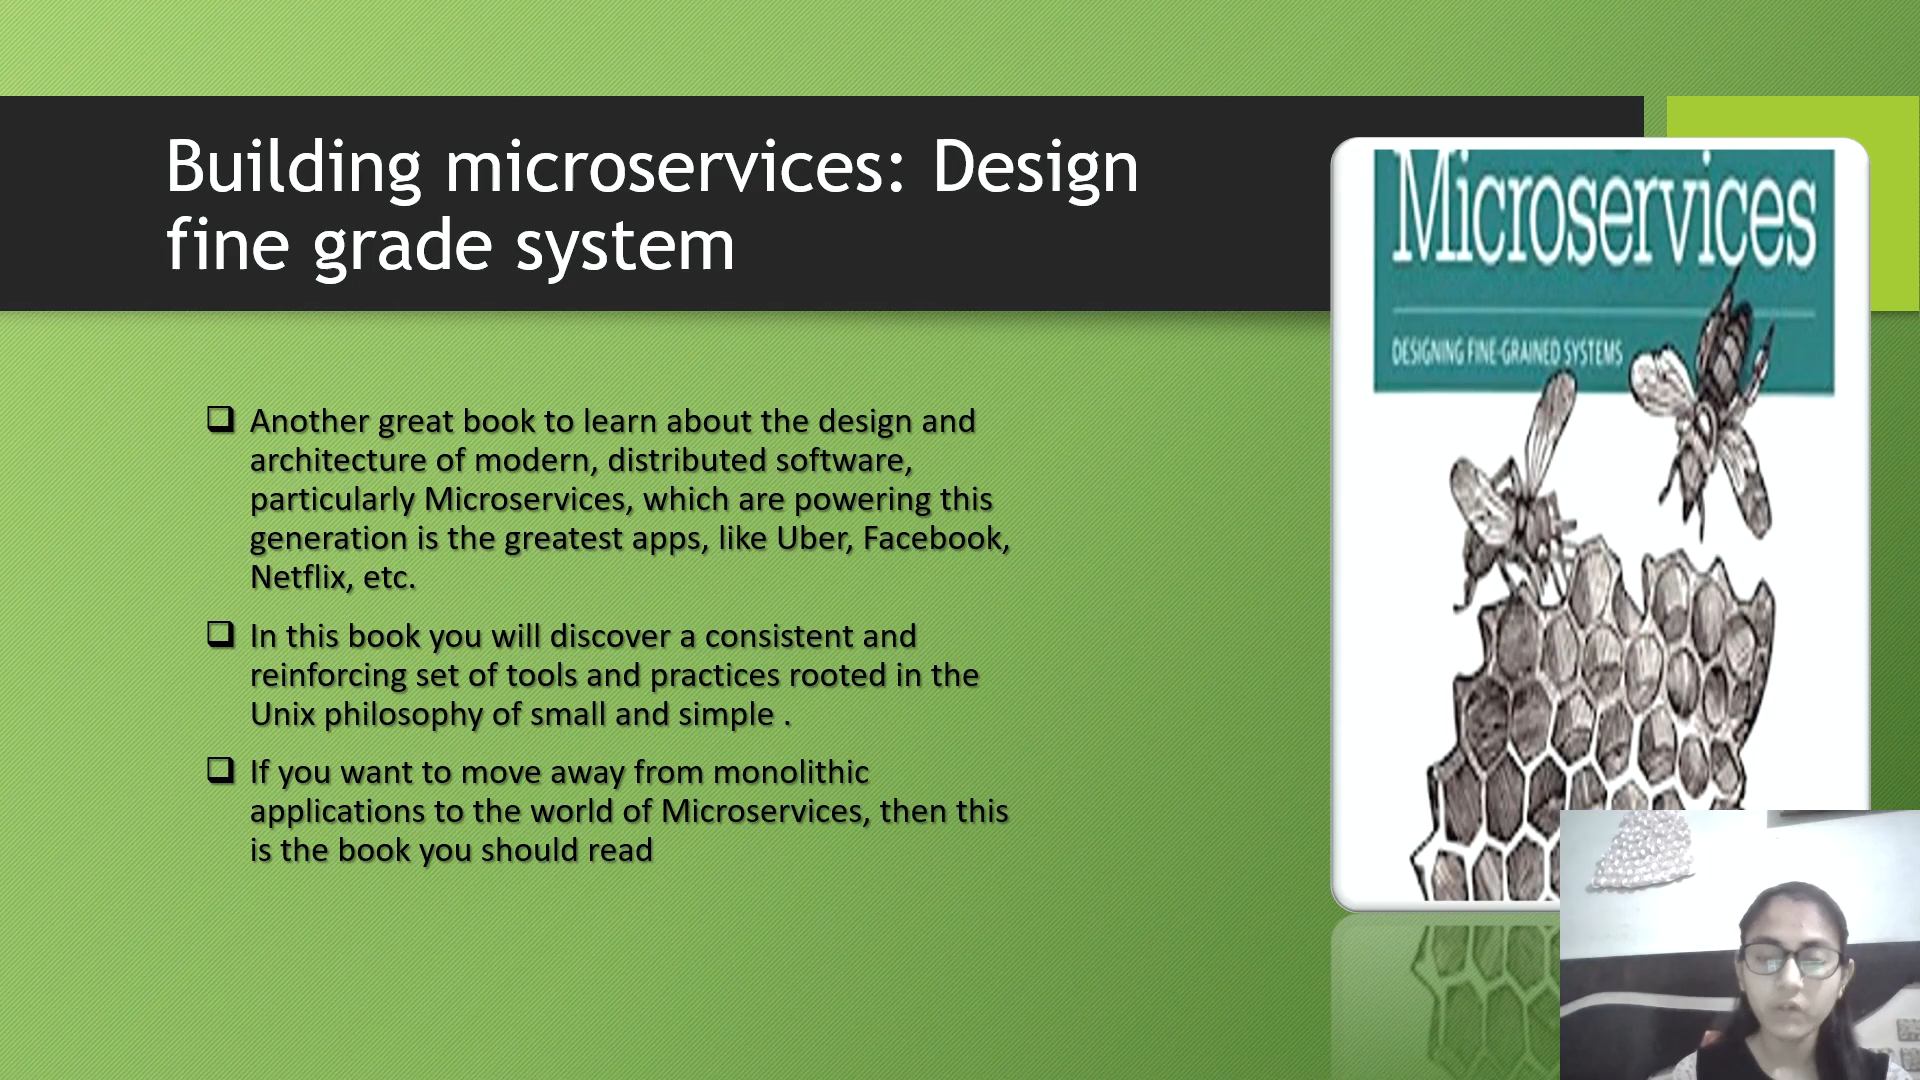 Building microservices: Design
fine grade system
Another great book to learn about the design and
architecture of modern, distributed software,
particularly Microservices, which are powering this
generation is the greatest apps, like Uber, Facebook,
Netflix, etc.
In this book you will discover a consistent and
reinforcing set of tools and practices rooted in the
Unix philosophy of small and simple .
If you want to move away from monolithic
applications to the world of Microservices, then this
is the book you should read
Microservices
DESIGNING FINE-GRAINED SYSTEMS